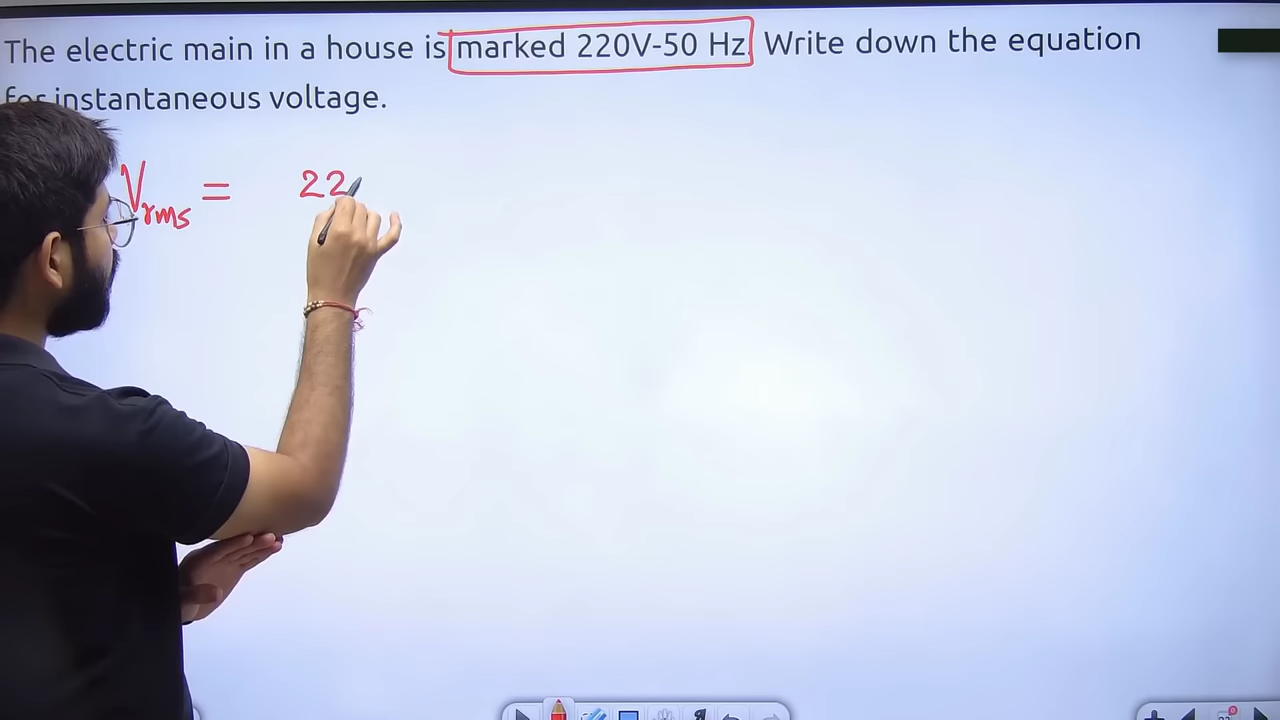 The electric main in a house is marked 220V-50 Hz. Write down the equation
for instantaneous voltage.
Vrms = 22